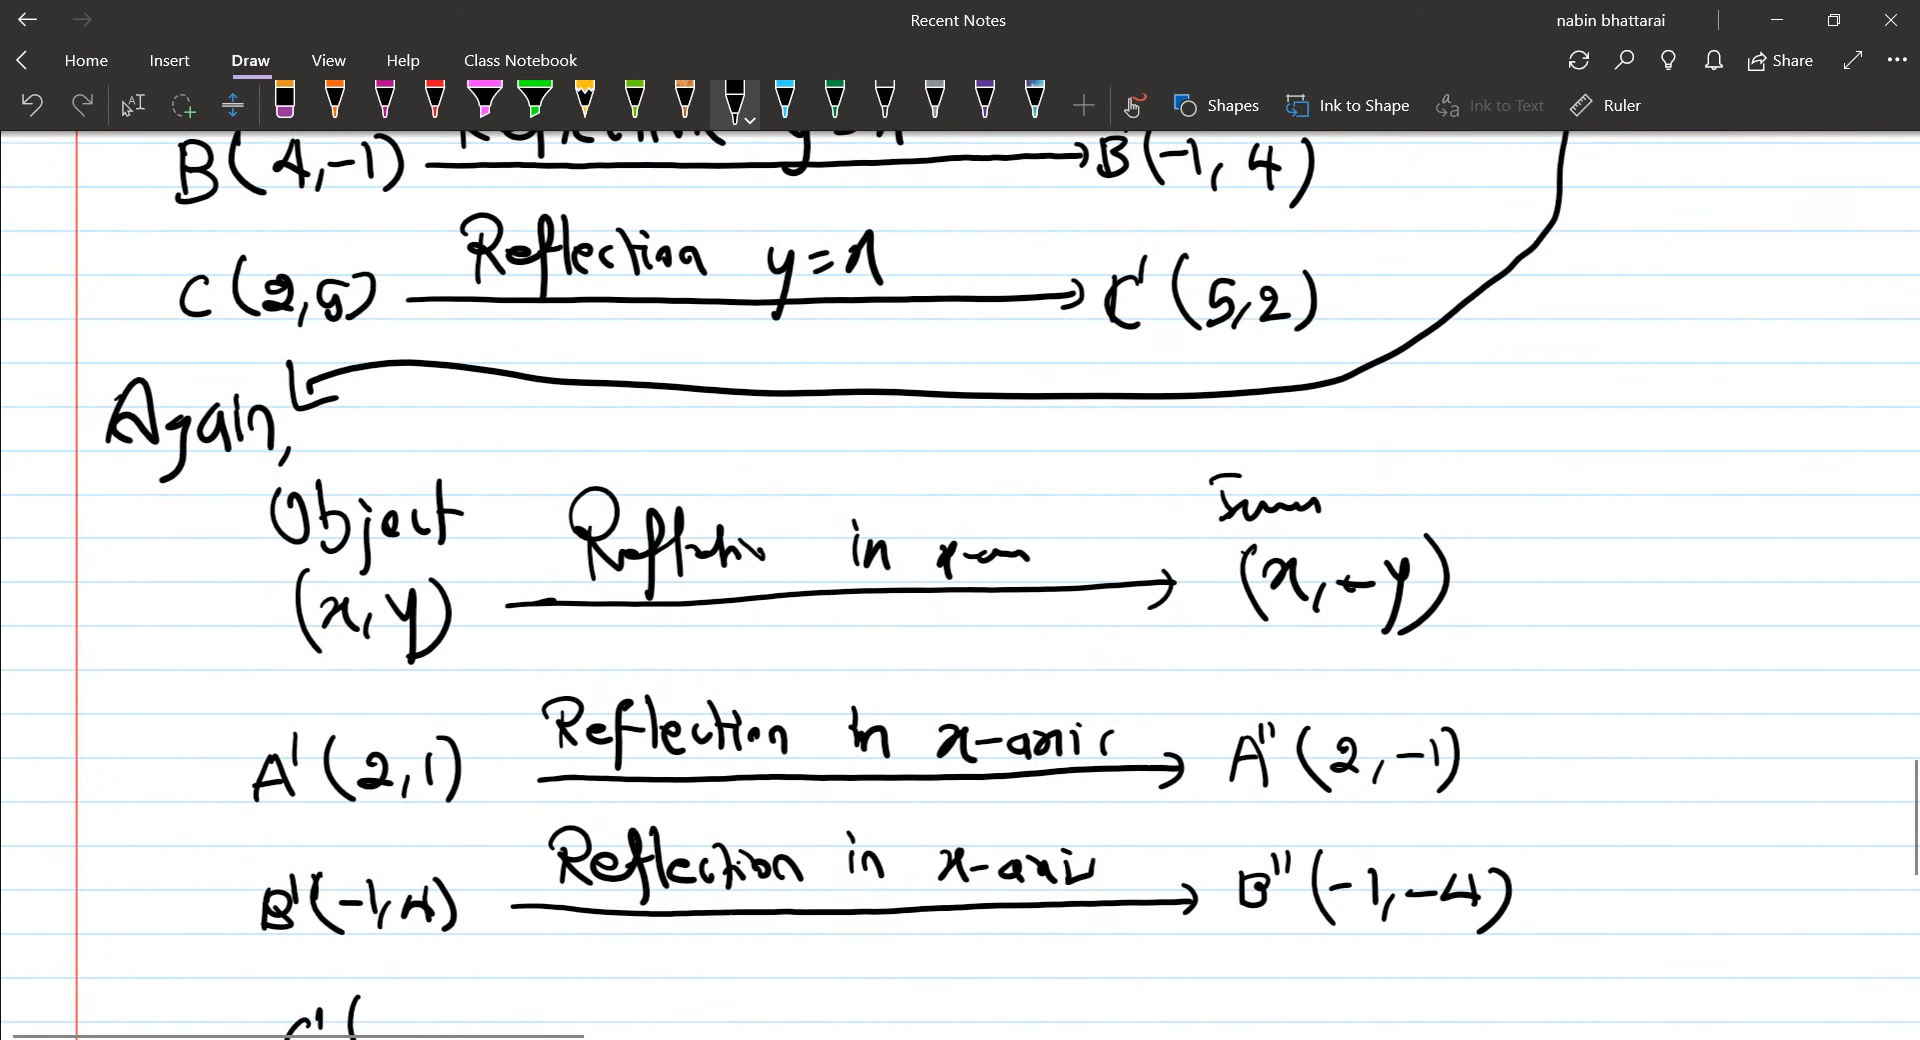 Recent Notes
nabin bhattarai
Home Insert Draw View Help Class Notebook
Share
Shapes Ink to Shape Ink to Text Ruler
B(4,-1) B'(-1, 4)
C(2,5) Reflection y=x C'(5,2)
Again,
Object Reflectio in
(x,y) (x,-y)
A'(2,1) Reflection in x-axis A''(2,-1)
B'(-1,4) Reflection in x-axis B''(-1,-4)
C'(